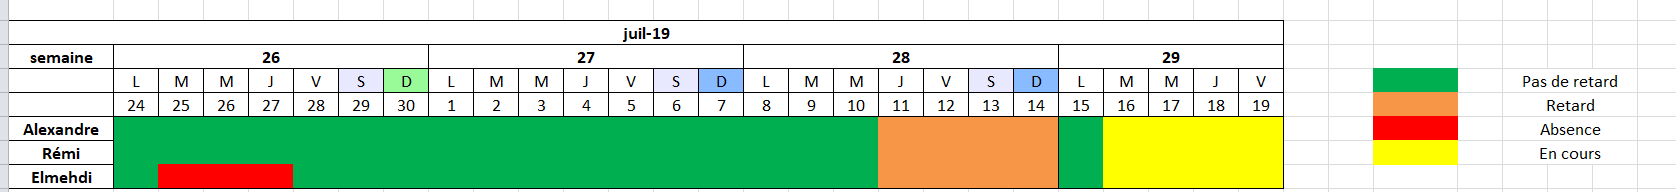 juil-19
semaine 26 27 28 29
L M M J V S D L M M J V S D L M M J V S D L M M J V
24 25 26 27 28 29 30 1 2 3 4 5 6 7 8 9 10 11 12 13 14 15 16 17 18 19
Alexandre
Rémi
Elmehdi
Pas de retard
Retard
Absence
En cours